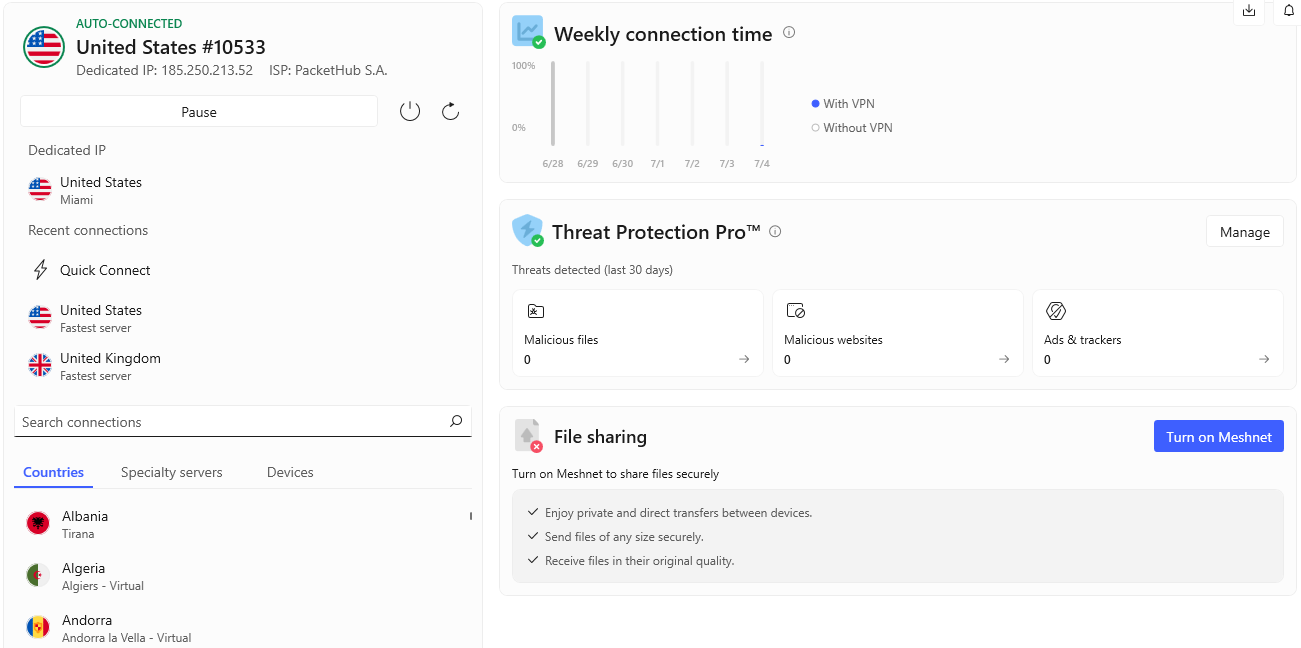 AUTO-CONNECTED
United States #10533
Dedicated IP: 185.250.213.52 ISP: PacketHub S.A.
Pause
Dedicated IP
United States
Miami
Recent connections
Quick Connect
United States
Fastest server
United Kingdom
Fastest server
Search connections
Countries Specialty servers Devices
Albania
Tirana
Algeria
Algiers - Virtual
Andorra
Andorra la Vella - Virtual
Weekly connection time
100%
0%
6/28 6/29 6/30 7/1 7/2 7/3 7/4
With VPN
Without VPN
Threat Protection Pro™
Manage
Threats detected (last 30 days)
Malicious files
0
Malicious websites
0
Ads & trackers
0
File sharing
Turn on Meshnet
Turn on Meshnet to share files securely
Enjoy private and direct transfers between devices.
Send files of any size securely.
Receive files in their original quality.